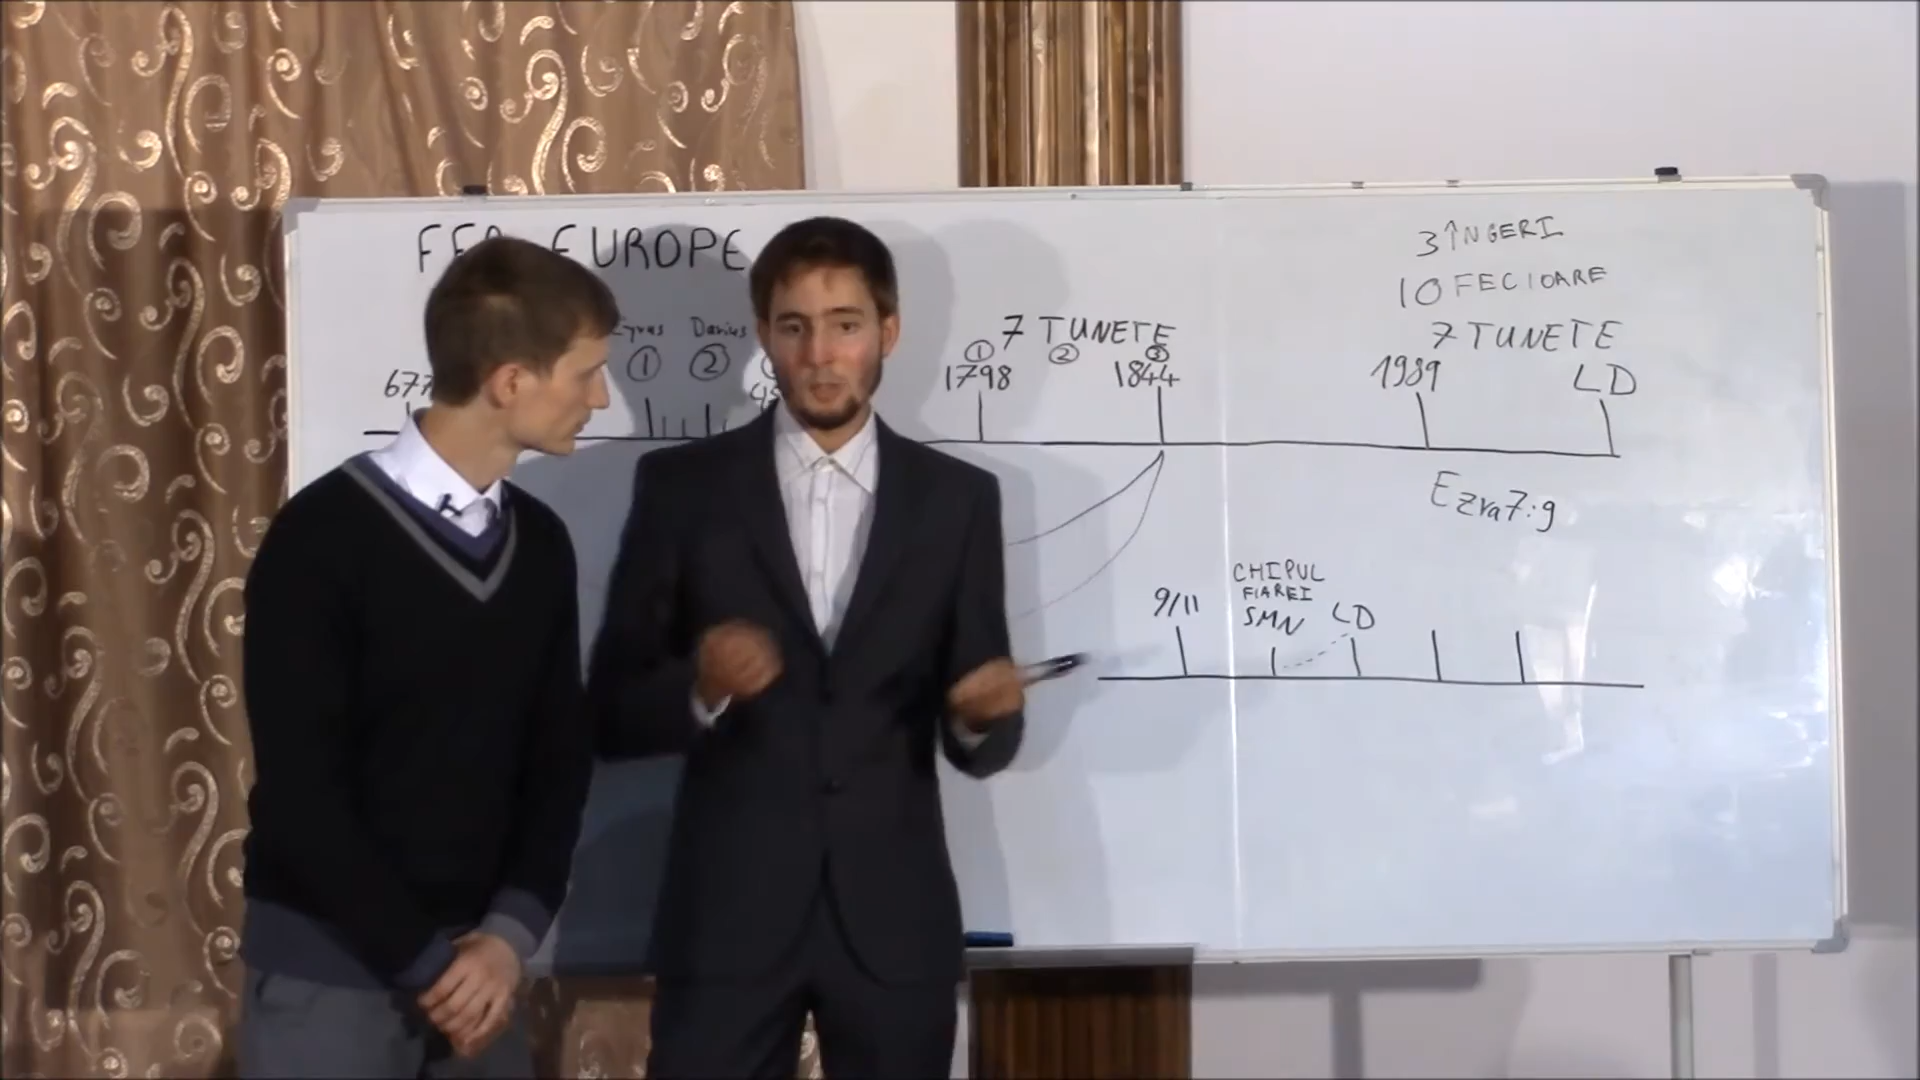 EUROPE
3 ÎNGERI
10 FECIOARE
7 TUNETE
Cyrus Darius
7 TUNETE
① ②
① ② ③
677
1798
1844
1989
LD
Ezra 7:9
CHIPUL
FIAREI
9/11
SMN
LD